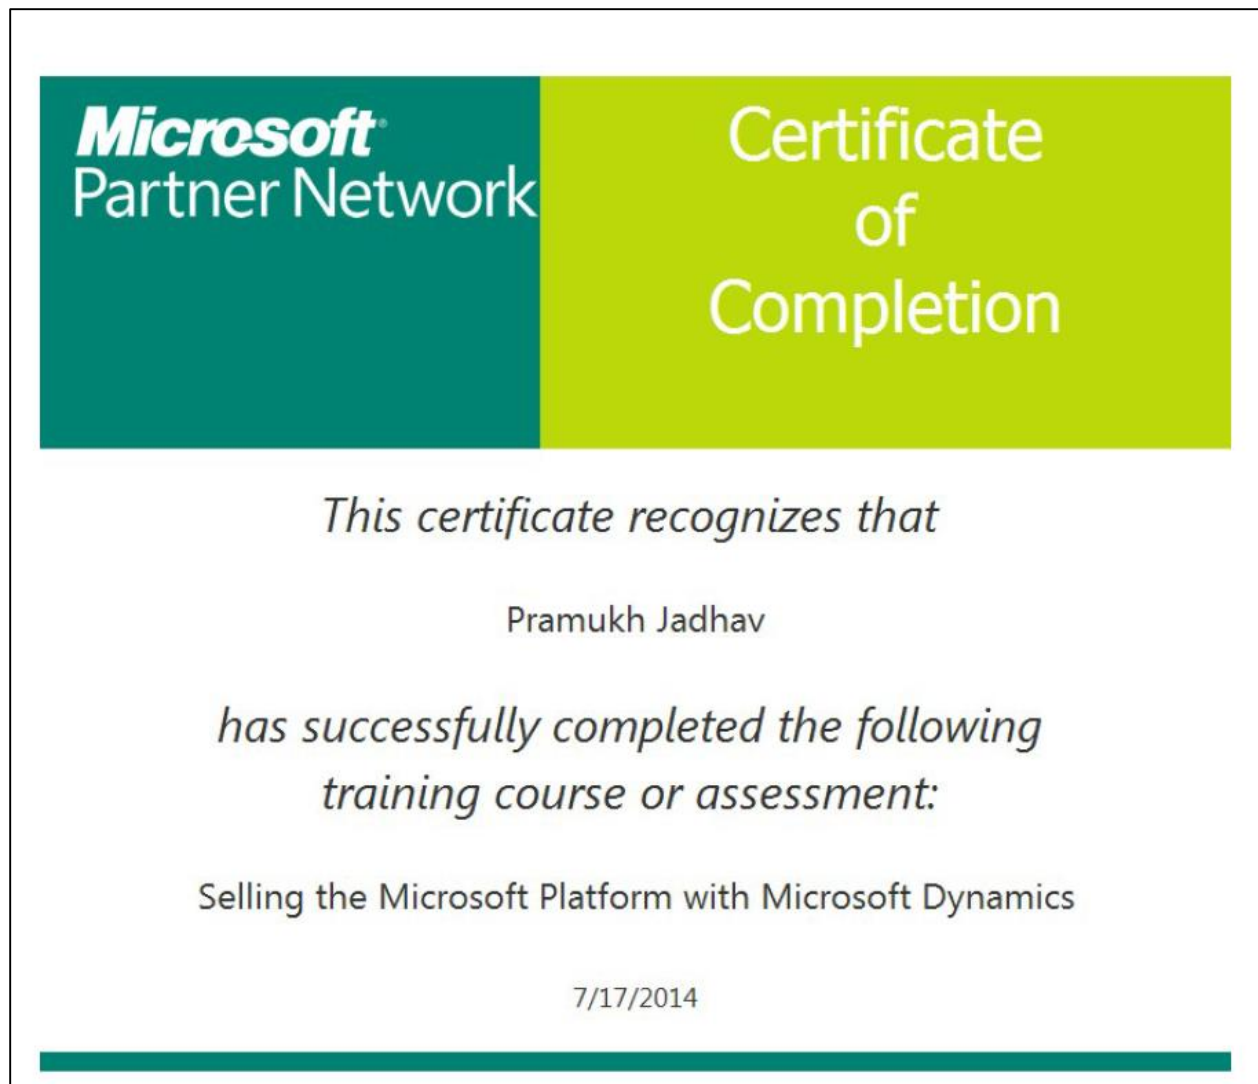 Microsoft®
Partner Network
Certificate
of
Completion
This certificate recognizes that
Pramukh Jadhav
has successfully completed the following
training course or assessment:
Selling the Microsoft Platform with Microsoft Dynamics
7/17/2014